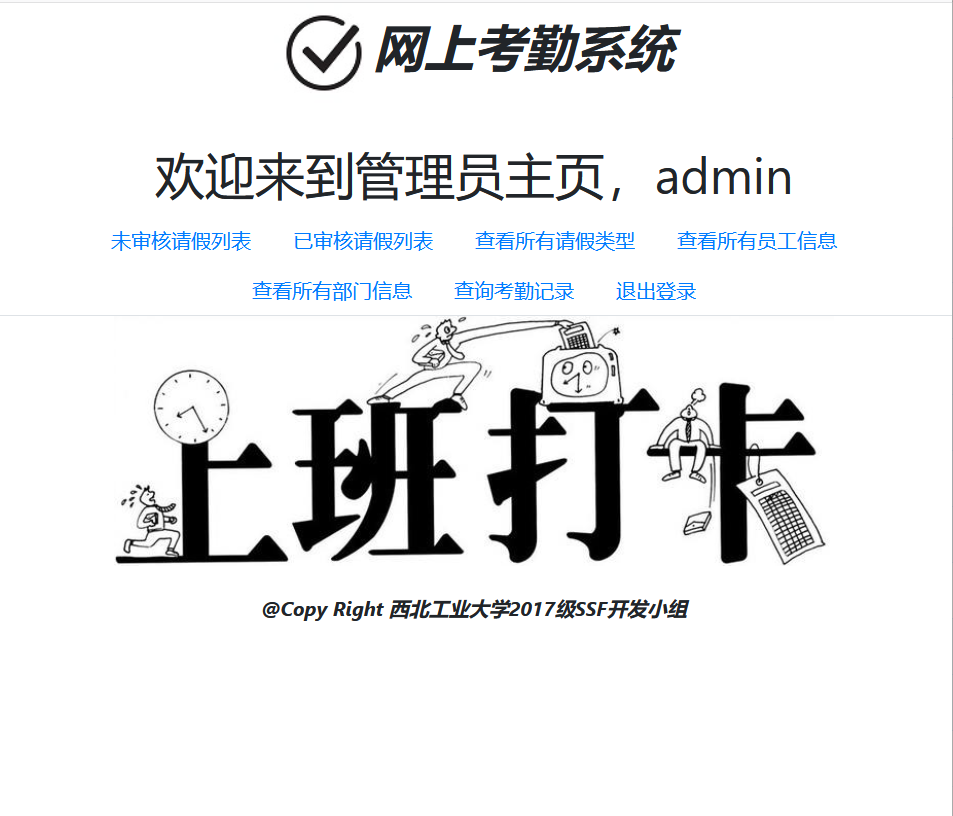 网上考勤系统
欢迎来到管理员主页，admin
未审核请假列表 已审核请假列表 查看所有请假类型 查看所有员工信息
查看所有部门信息 查询考勤记录 退出登录
上班打卡
@Copy Right 西北工业大学2017级SSF开发小组